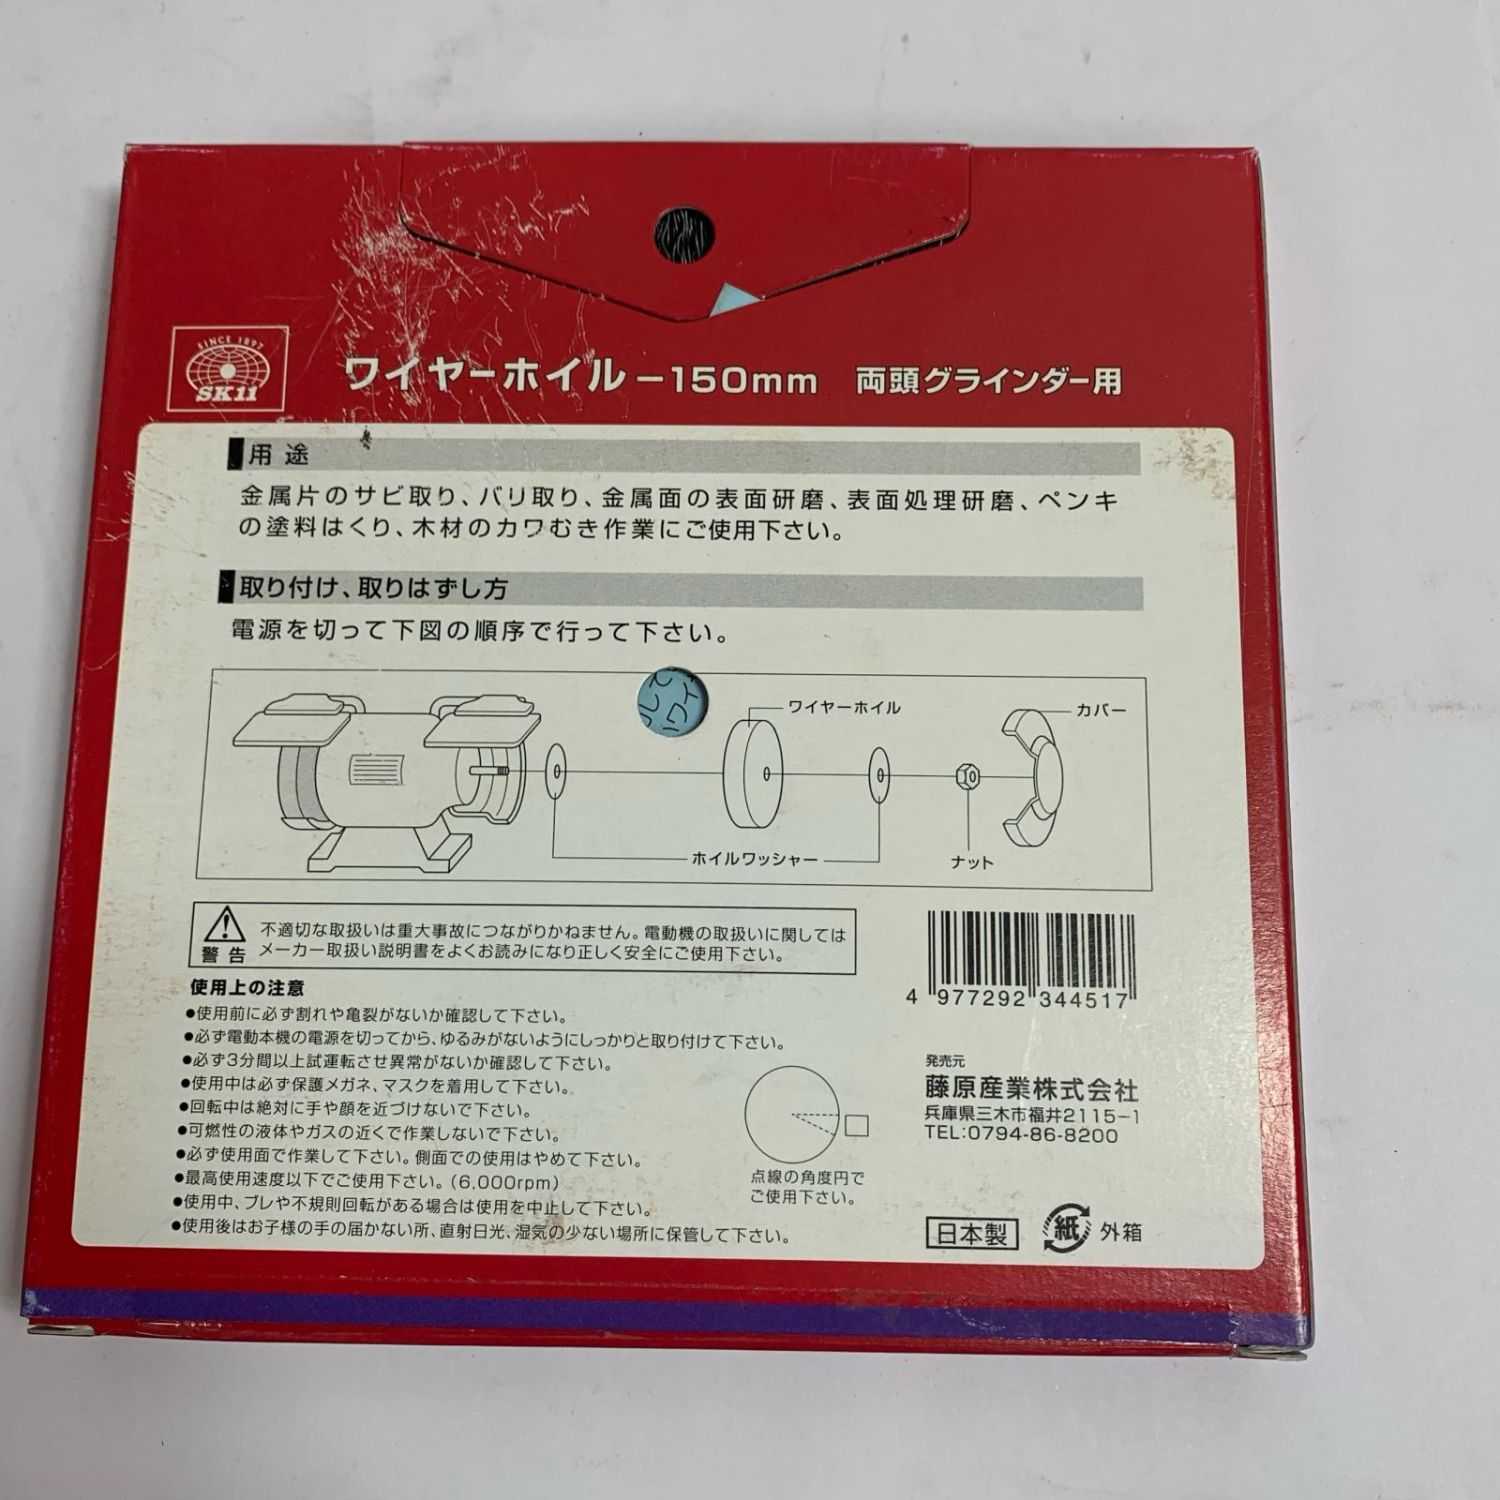 SINCE 1897
SK11
ワイヤーホイル－150mm 両頭グラインダー用
用途
金属片のサビ取り、バリ取り、金属面の表面研磨、表面処理研磨、ペンキ
の塗料はくり、木材のカワむき作業にご使用下さい。
取り付け、取りはずし方
電源を切って下図の順序で行って下さい。
ワイヤーホイル
カバー
ホイルワッシャー
ナット
警告
不適切な取扱いは重大事故につながりかねません。電動機の取扱いに関しては
メーカー取扱い説明書をよくお読みになり正しく安全にご使用下さい。
使用上の注意
●使用前に必ず割れや亀裂がないか確認して下さい。
●必ず電動本機の電源を切ってから、ゆるみがないようにしっかりと取り付けて下さい。
●必ず3分間以上試運転させ異常がないか確認して下さい。
●使用中は必ず保護メガネ、マスクを着用して下さい。
●回転中は絶対に手や顔を近づけないで下さい。
●可燃性の液体やガスの近くで作業しないで下さい。
●必ず使用面で作業して下さい。側面での使用はやめて下さい。
●最高使用速度以下でご使用下さい。(6,000rpm)
●使用中、ブレや不規則回転がある場合は使用を中止して下さい。
●使用後はお子様の手の届かない所、直射日光、湿気の少ない場所に保管して下さい。
点線の角度内で
ご使用下さい。
4 977292 344517
発売元
藤原産業株式会社
兵庫県三木市福井2115－1
TEL:0794-86-8200
日本製
紙 外箱